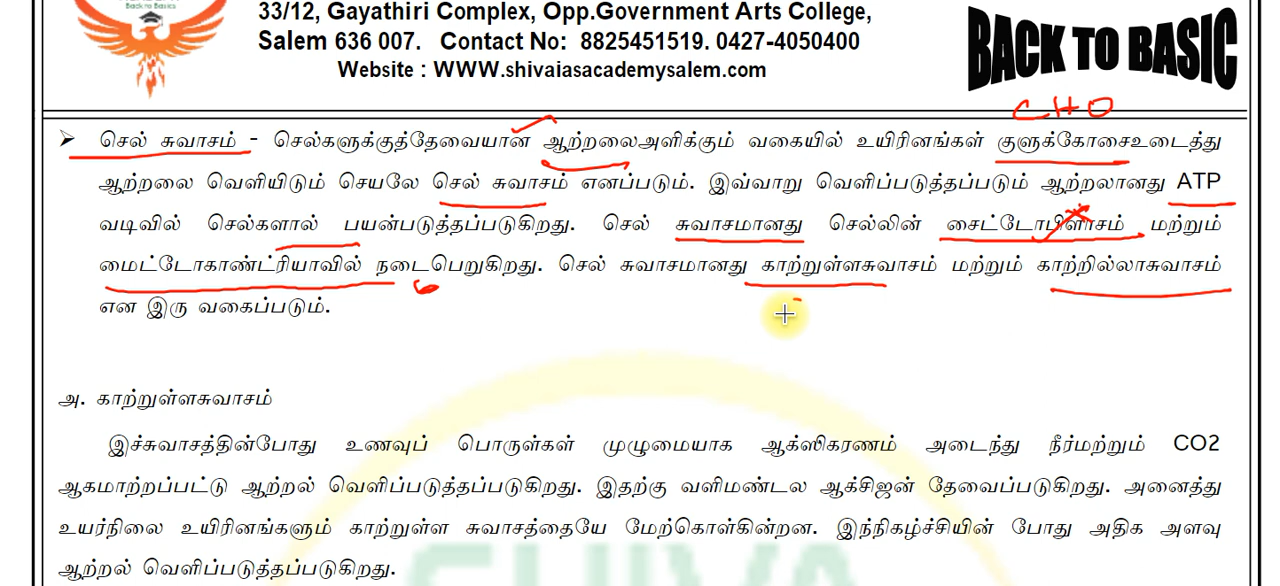 Back to Basics
33/12, Gayathiri Complex, Opp.Government Arts College,
Salem 636 007. Contact No: 8825451519. 0427-4050400
Website : WWW.shivaiasacademysalem.com
BACK TO BASIC
CHO
➢ செல் சுவாசம் - செல்களுக்குத்தேவையான ஆற்றலைஅளிக்கும் வகையில் உயிரினங்கள் குளுக்கோசைஉடைத்து
ஆற்றலை வெளியிடும் செயலே செல் சுவாசம் எனப்படும். இவ்வாறு வெளிப்படுத்தப்படும் ஆற்றலானது ATP
வடிவில் செல்களால் பயன்படுத்தப்படுகிறது. செல் சுவாசமானது செல்லின் சைட்டோபிளாசம் மற்றும்
மைட்டோகாண்ட்ரியாவில் நடைபெறுகிறது. செல் சுவாசமானது காற்றுள்ளசுவாசம் மற்றும் காற்றில்லாசுவாசம்
என இரு வகைப்படும்.
அ. காற்றுள்ளசுவாசம்
இச்சுவாசத்தின்போது உணவுப் பொருள்கள் முழுமையாக ஆக்ஸிகரணம் அடைந்து நீர்மற்றும் CO2
ஆகமாற்றப்பட்டு ஆற்றல் வெளிப்படுத்தப்படுகிறது. இதற்கு வளிமண்டல ஆக்சிஜன் தேவைப்படுகிறது. அனைத்து
உயர்நிலை உயிரினங்களும் காற்றுள்ள சுவாசத்தையே மேற்கொள்கின்றன. இந்நிகழ்ச்சியின் போது அதிக அளவு
ஆற்றல் வெளிப்படுத்தப்படுகிறது.
SHIVA